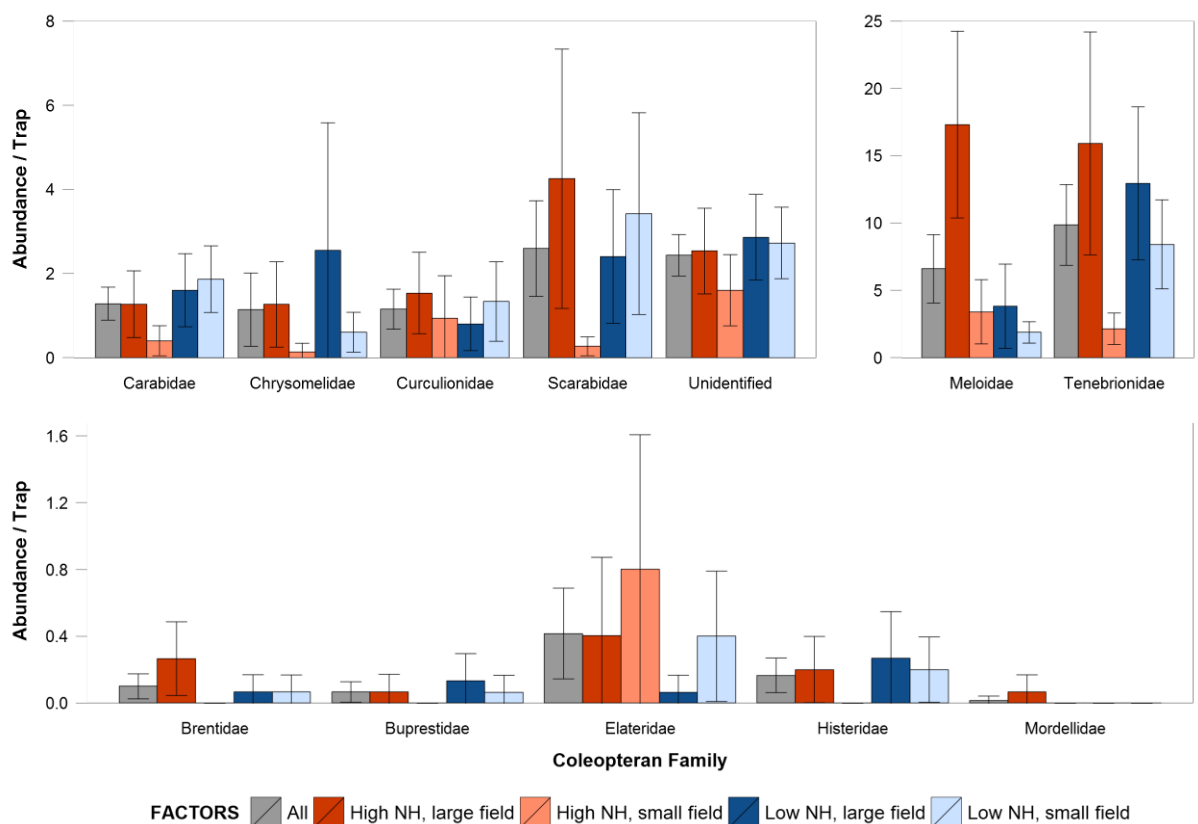 8
6
4
2
0
Abundance / Trap
Carabidae Chrysomelidae Curculionidae Scarabidae Unidentified
25
20
15
10
5
0
Meloidae Tenebrionidae
1.6
1.2
0.8
0.4
0.0
Abundance / Trap
Brentidae Buprestidae Elateridae Histeridae Mordellidae
Coleopteran Family
FACTORS All High NH, large field High NH, small field Low NH, large field Low NH, small field